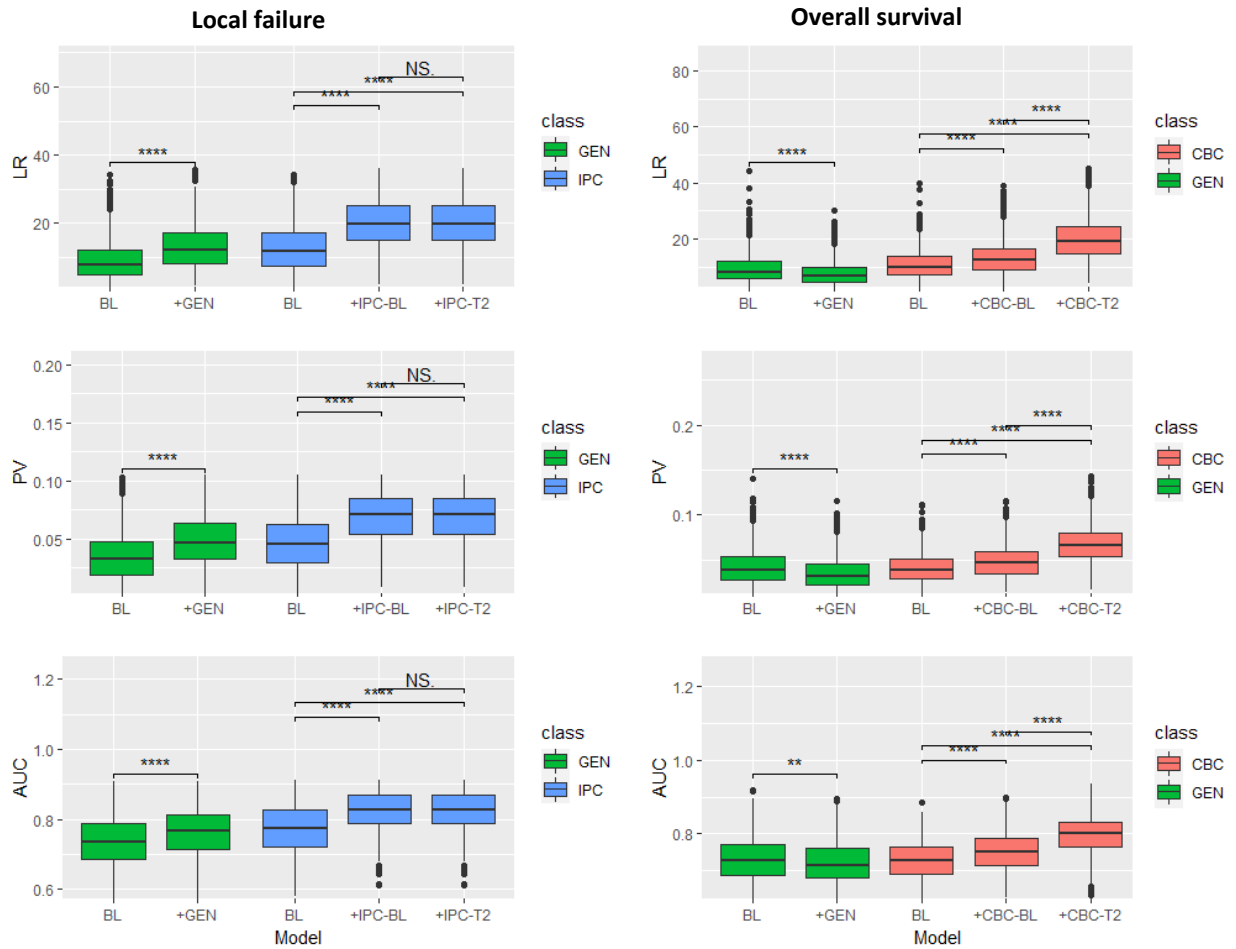 Local failure
Overall survival
LR
60
40
20
NS.
****
****
****
BL
+GEN
BL
+IPC-BL
+IPC-T2
class
GEN
IPC
LR
80
60
40
20
****
****
****
****
BL
+GEN
BL
+CBC-BL
+CBC-T2
class
CBC
GEN
PV
0.20
0.15
0.10
0.05
NS.
****
****
****
BL
+GEN
BL
+IPC-BL
+IPC-T2
class
GEN
IPC
PV
0.2
0.1
****
****
****
****
BL
+GEN
BL
+CBC-BL
+CBC-T2
class
CBC
GEN
AUC
1.2
1.0
0.8
0.6
NS.
****
****
****
BL
+GEN
BL
+IPC-BL
+IPC-T2
Model
class
GEN
IPC
AUC
1.2
1.0
0.8
****
****
****
**
BL
+GEN
BL
+CBC-BL
+CBC-T2
Model
class
CBC
GEN